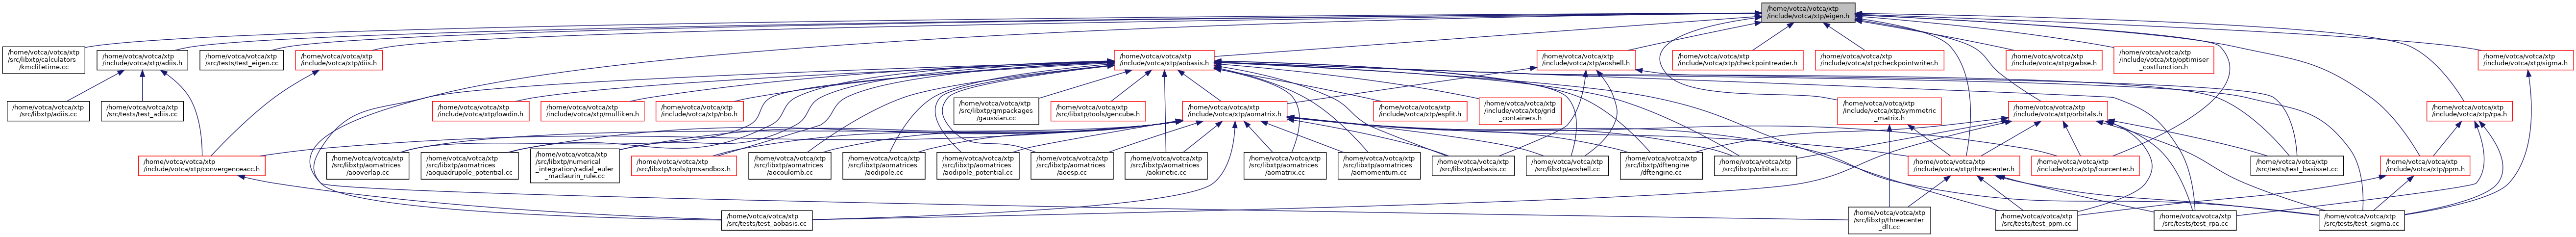 /home/votca/votca/xtp
/include/votca/xtp/eigen.h
/home/votca/votca/xtp
/src/libxtp/calculators
/kmclifetime.cc
/home/votca/votca/xtp
/include/votca/xtp/adiis.h
/home/votca/votca/xtp
/src/tests/test_eigen.cc
/home/votca/votca/xtp
/include/votca/xtp/diis.h
/home/votca/votca/xtp
/include/votca/xtp/aobasis.h
/home/votca/votca/xtp
/include/votca/xtp/aoshell.h
/home/votca/votca/xtp
/include/votca/xtp/checkpointreader.h
/home/votca/votca/xtp
/include/votca/xtp/checkpointwriter.h
/home/votca/votca/xtp
/include/votca/xtp/gwbse.h
/home/votca/votca/xtp
/include/votca/xtp/optimiser
_costfunction.h
/home/votca/votca/xtp
/include/votca/xtp/sigma.h
/home/votca/votca/xtp
/src/libxtp/adiis.cc
/home/votca/votca/xtp
/src/tests/test_adiis.cc
/home/votca/votca/xtp
/include/votca/xtp/lowdin.h
/home/votca/votca/xtp
/include/votca/xtp/mulliken.h
/home/votca/votca/xtp
/include/votca/xtp/nbo.h
/home/votca/votca/xtp
/src/libxtp/qmpackages
/gaussian.cc
/home/votca/votca/xtp
/src/libxtp/tools/gencube.h
/home/votca/votca/xtp
/include/votca/xtp/aomatrix.h
/home/votca/votca/xtp
/include/votca/xtp/espfit.h
/home/votca/votca/xtp
/include/votca/xtp/grid
_containers.h
/home/votca/votca/xtp
/include/votca/xtp/symmetric
_matrix.h
/home/votca/votca/xtp
/include/votca/xtp/orbitals.h
/home/votca/votca/xtp
/include/votca/xtp/rpa.h
/home/votca/votca/xtp
/include/votca/xtp/convergenceacc.h
/home/votca/votca/xtp
/src/libxtp/aomatrices
/aooverlap.cc
/home/votca/votca/xtp
/src/libxtp/aomatrices
/aoquadrupole_potential.cc
/home/votca/votca/xtp
/src/libxtp/numerical
_integration/radial_euler
_maclaurin_rule.cc
/home/votca/votca/xtp
/src/libxtp/tools/qmsandbox.h
/home/votca/votca/xtp
/src/libxtp/aomatrices
/aocoulomb.cc
/home/votca/votca/xtp
/src/libxtp/aomatrices
/aodipole.cc
/home/votca/votca/xtp
/src/libxtp/aomatrices
/aodipole_potential.cc
/home/votca/votca/xtp
/src/libxtp/aomatrices
/aoesp.cc
/home/votca/votca/xtp
/src/libxtp/aomatrices
/aokinetic.cc
/home/votca/votca/xtp
/src/libxtp/aomatrices
/aomatrix.cc
/home/votca/votca/xtp
/src/libxtp/aomatrices
/aomomentum.cc
/home/votca/votca/xtp
/src/libxtp/aobasis.cc
/home/votca/votca/xtp
/src/libxtp/aoshell.cc
/home/votca/votca/xtp
/src/libxtp/dftengine
/dftengine.cc
/home/votca/votca/xtp
/src/libxtp/orbitals.cc
/home/votca/votca/xtp
/include/votca/xtp/threecenter.h
/home/votca/votca/xtp
/include/votca/xtp/fourcenter.h
/home/votca/votca/xtp
/src/tests/test_basisset.cc
/home/votca/votca/xtp
/include/votca/xtp/ppm.h
/home/votca/votca/xtp
/src/tests/test_aobasis.cc
/home/votca/votca/xtp
/src/libxtp/threecenter
_dft.cc
/home/votca/votca/xtp
/src/tests/test_ppm.cc
/home/votca/votca/xtp
/src/tests/test_rpa.cc
/home/votca/votca/xtp
/src/tests/test_sigma.cc